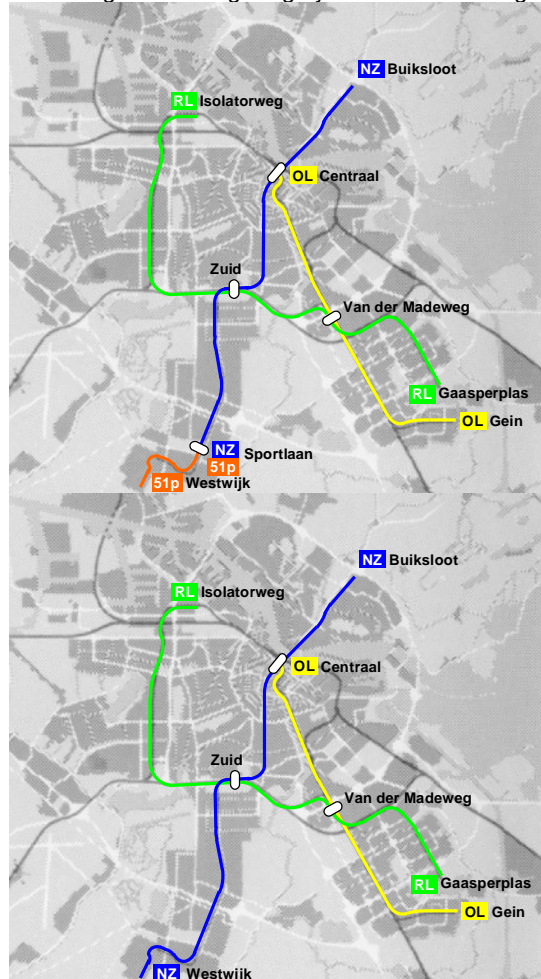 NZ Buiksloot
RL Isolatorweg
OL Centraal
Zuid
Van der Madeweg
RL Gaasperplas
OL Gein
NZ Sportlaan
51p
51p Westwijk
NZ Buiksloot
RL Isolatorweg
OL Centraal
Zuid
Van der Madeweg
RL Gaasperplas
OL Gein
NZ Westwijk